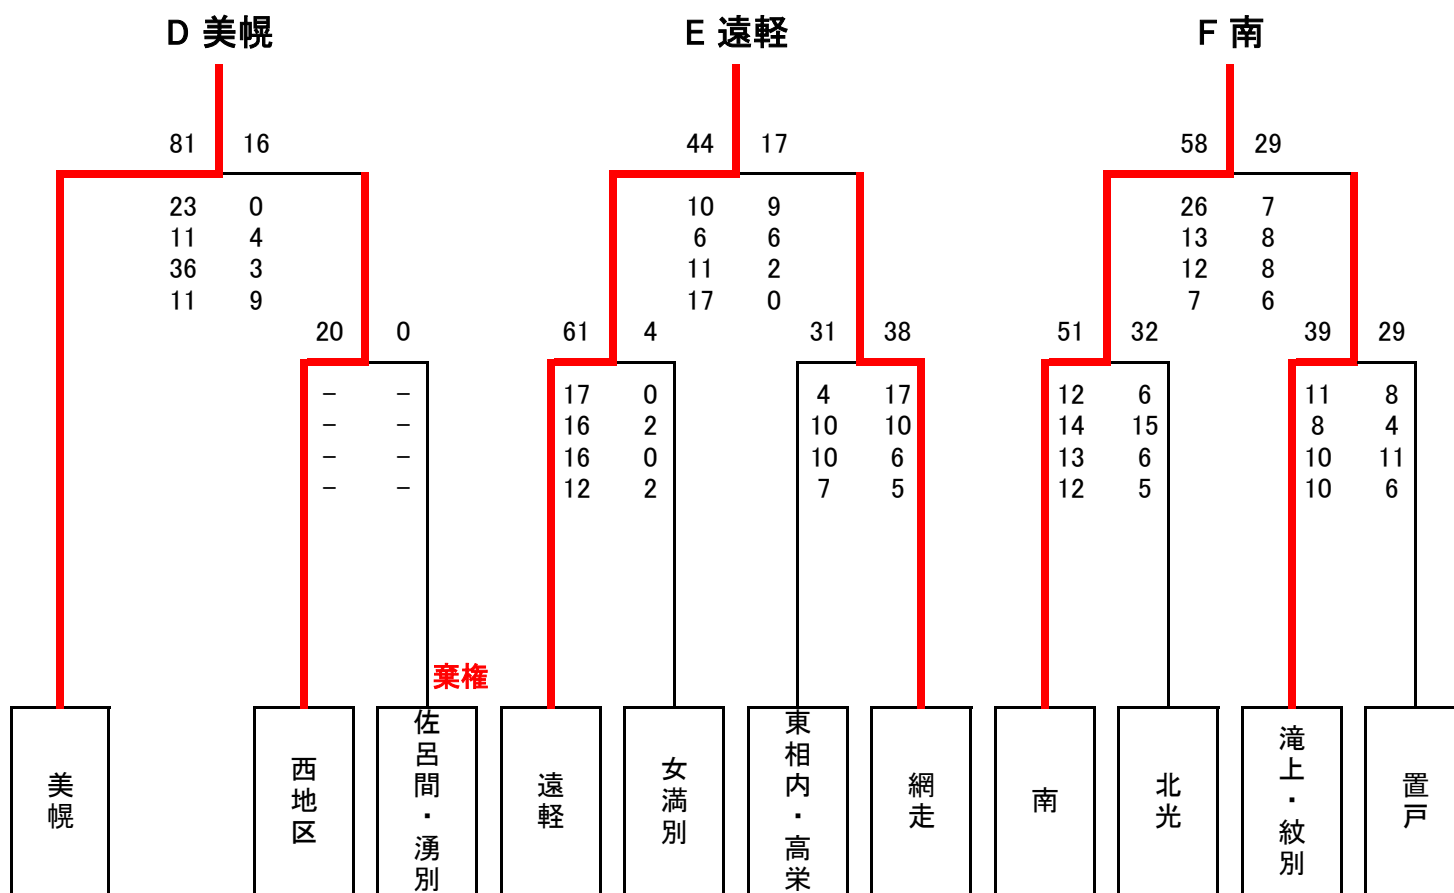 D 美幌 E 遠軽 F 南
81 16 44 17 58 29
23 0 10 9 26 7
11 4 6 6 13 8
36 3 11 2 12 8
11 9 17 0 7 6
20 0 61 4 31 38 51 32 39 29
- - 17 0 4 17 12 6 11 8
- - 16 2 10 10 14 15 8 4
- - 16 0 10 6 13 6 10 11
- - 12 2 7 5 12 5 10 6
棄権
美幌
西地区
佐呂間・湧別
遠軽
女満別
東相内・高栄
網走
南
北光
滝上・紋別
置戸